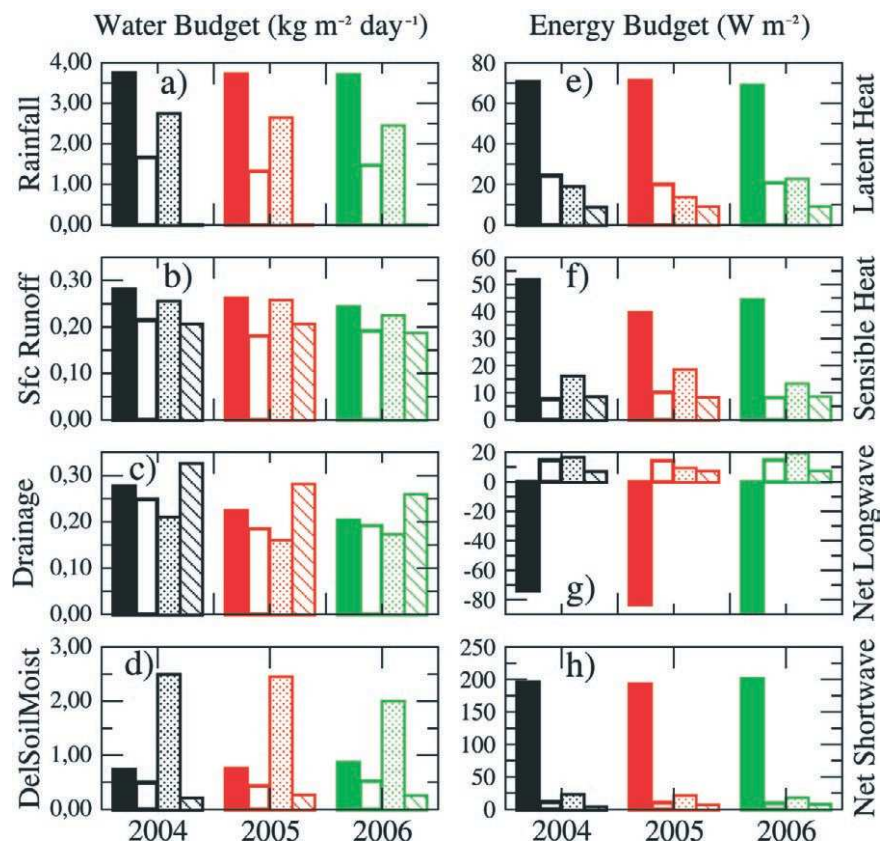 Water Budget (kg m⁻² day⁻¹)
Energy Budget (W m⁻²)
4,00
3,00
2,00
1,00
0,00
Rainfall
a)
80
60
40
20
0
Latent Heat
e)
0,30
0,20
0,10
0,00
Sfc Runoff
b)
60
50
40
30
20
10
0
Sensible Heat
f)
0,30
0,20
0,10
0,00
Drainage
c)
20
0
-20
-40
-60
-80
Net Longwave
g)
3,00
2,00
1,00
0,00
DelSoilMoist
d)
250
200
150
100
50
0
Net Shortwave
h)
2004 2005 2006
2004 2005 2006